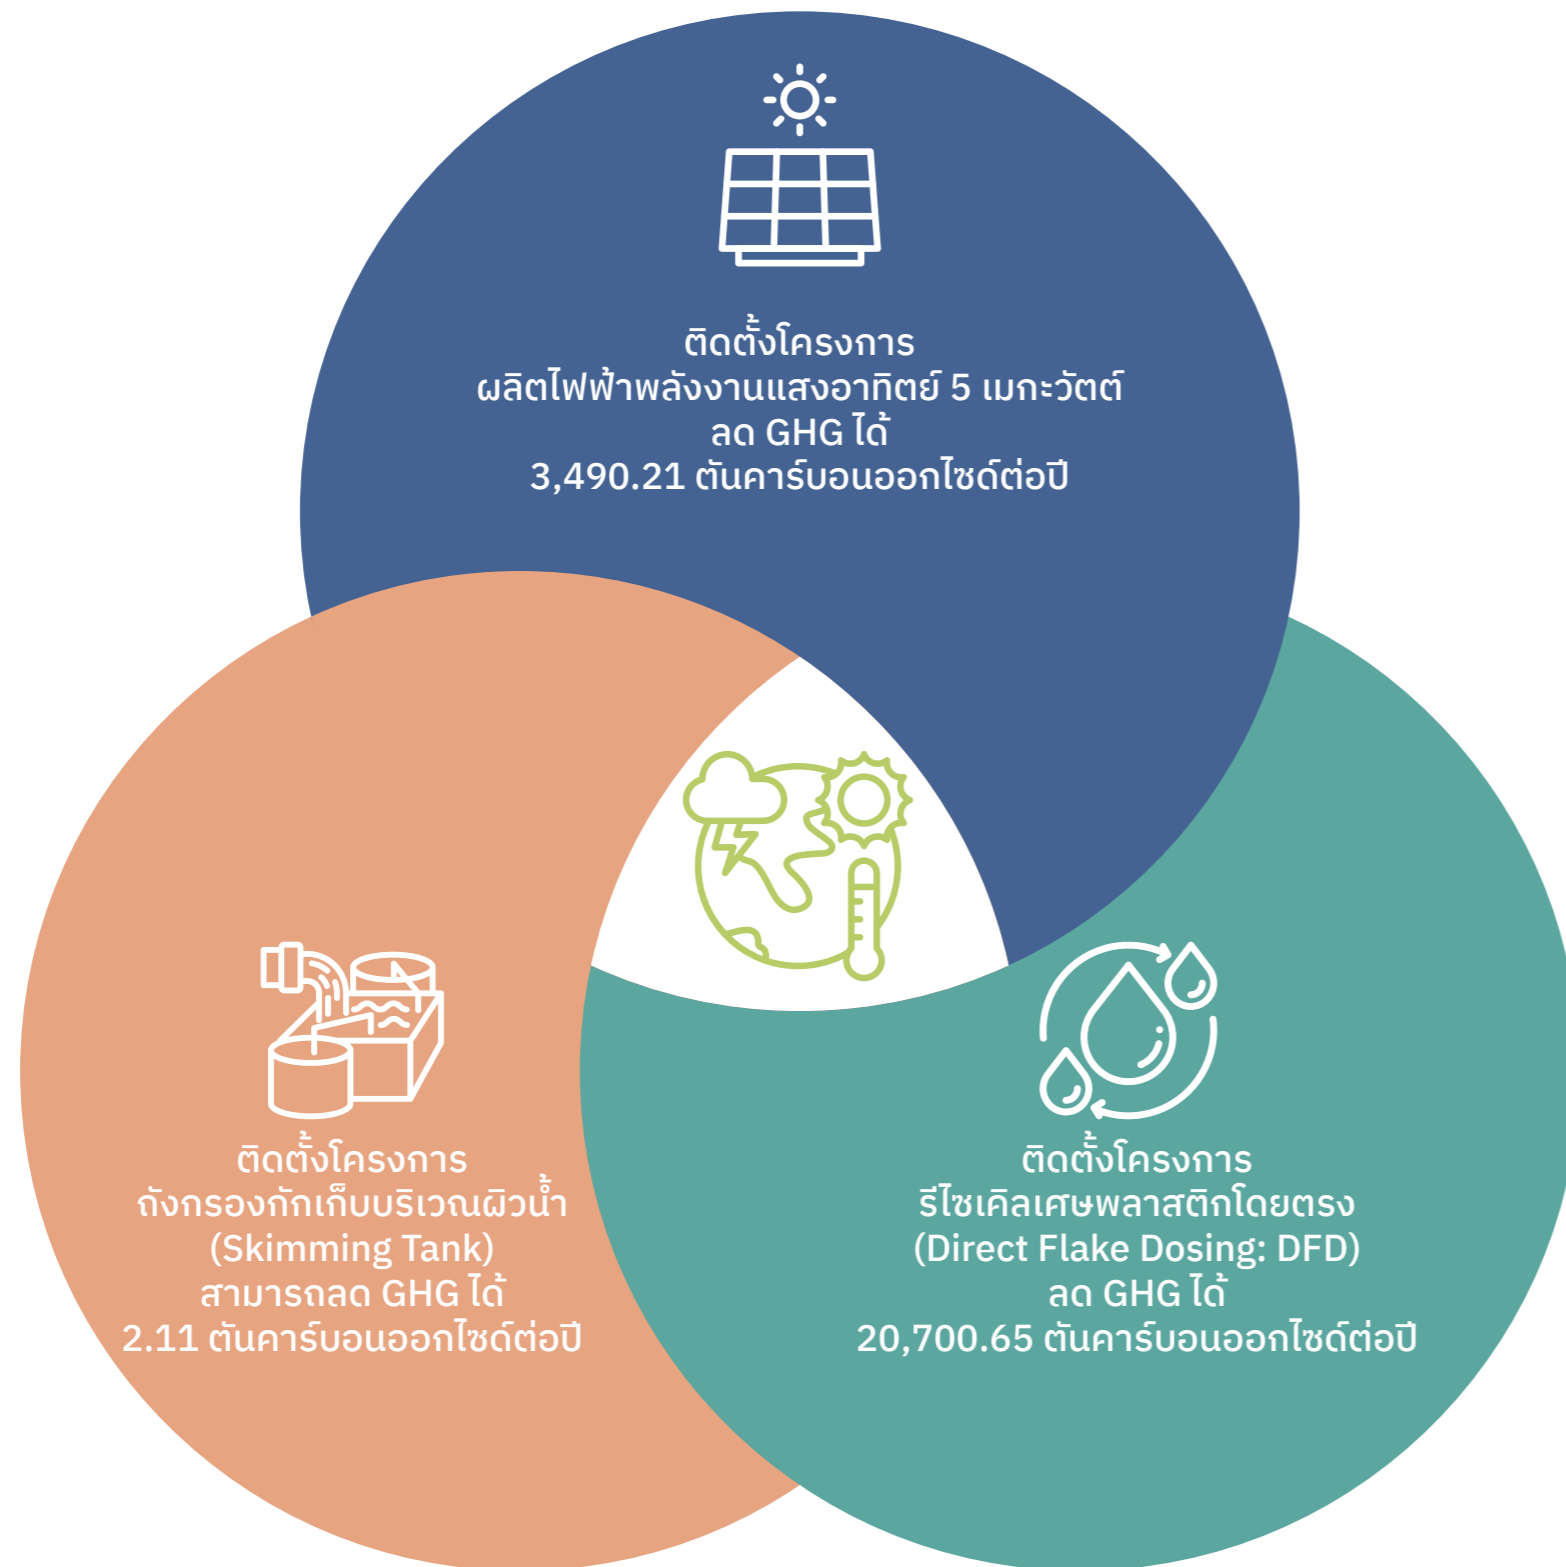 ติดตั้งโครงการ
ผลิตไฟฟ้าพลังงานแสงอาทิตย์ 5 เมกะวัตต์
ลด GHG ได้
3,490.21 ตันคาร์บอนออกไซด์ต่อปี
ติดตั้งโครงการ
ถังกรองกักเก็บบริเวณผิวน้ำ
(Skimming Tank)
สามารถลด GHG ได้
2.11 ตันคาร์บอนออกไซด์ต่อปี
ติดตั้งโครงการ
รีไซเคิลเศษพลาสติกโดยตรง
(Direct Flake Dosing: DFD)
ลด GHG ได้
20,700.65 ตันคาร์บอนออกไซด์ต่อปี